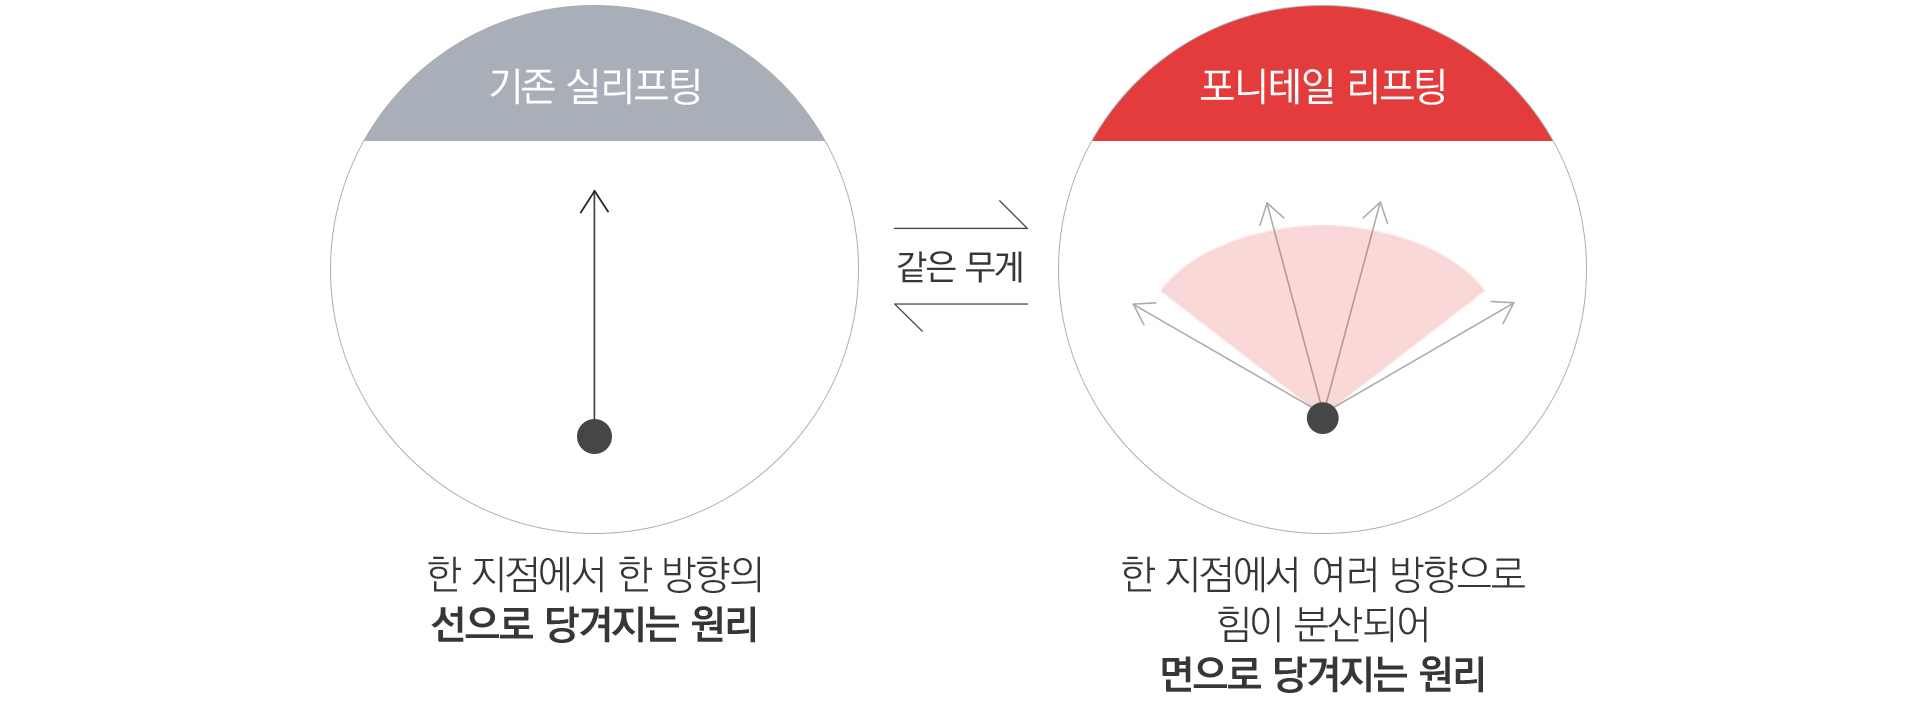 기존 실리프팅
포니테일 리프팅
같은 무게
한 지점에서 한 방향의
선으로 당겨지는 원리
한 지점에서 여러 방향으로
힘이 분산되어
면으로 당겨지는 원리